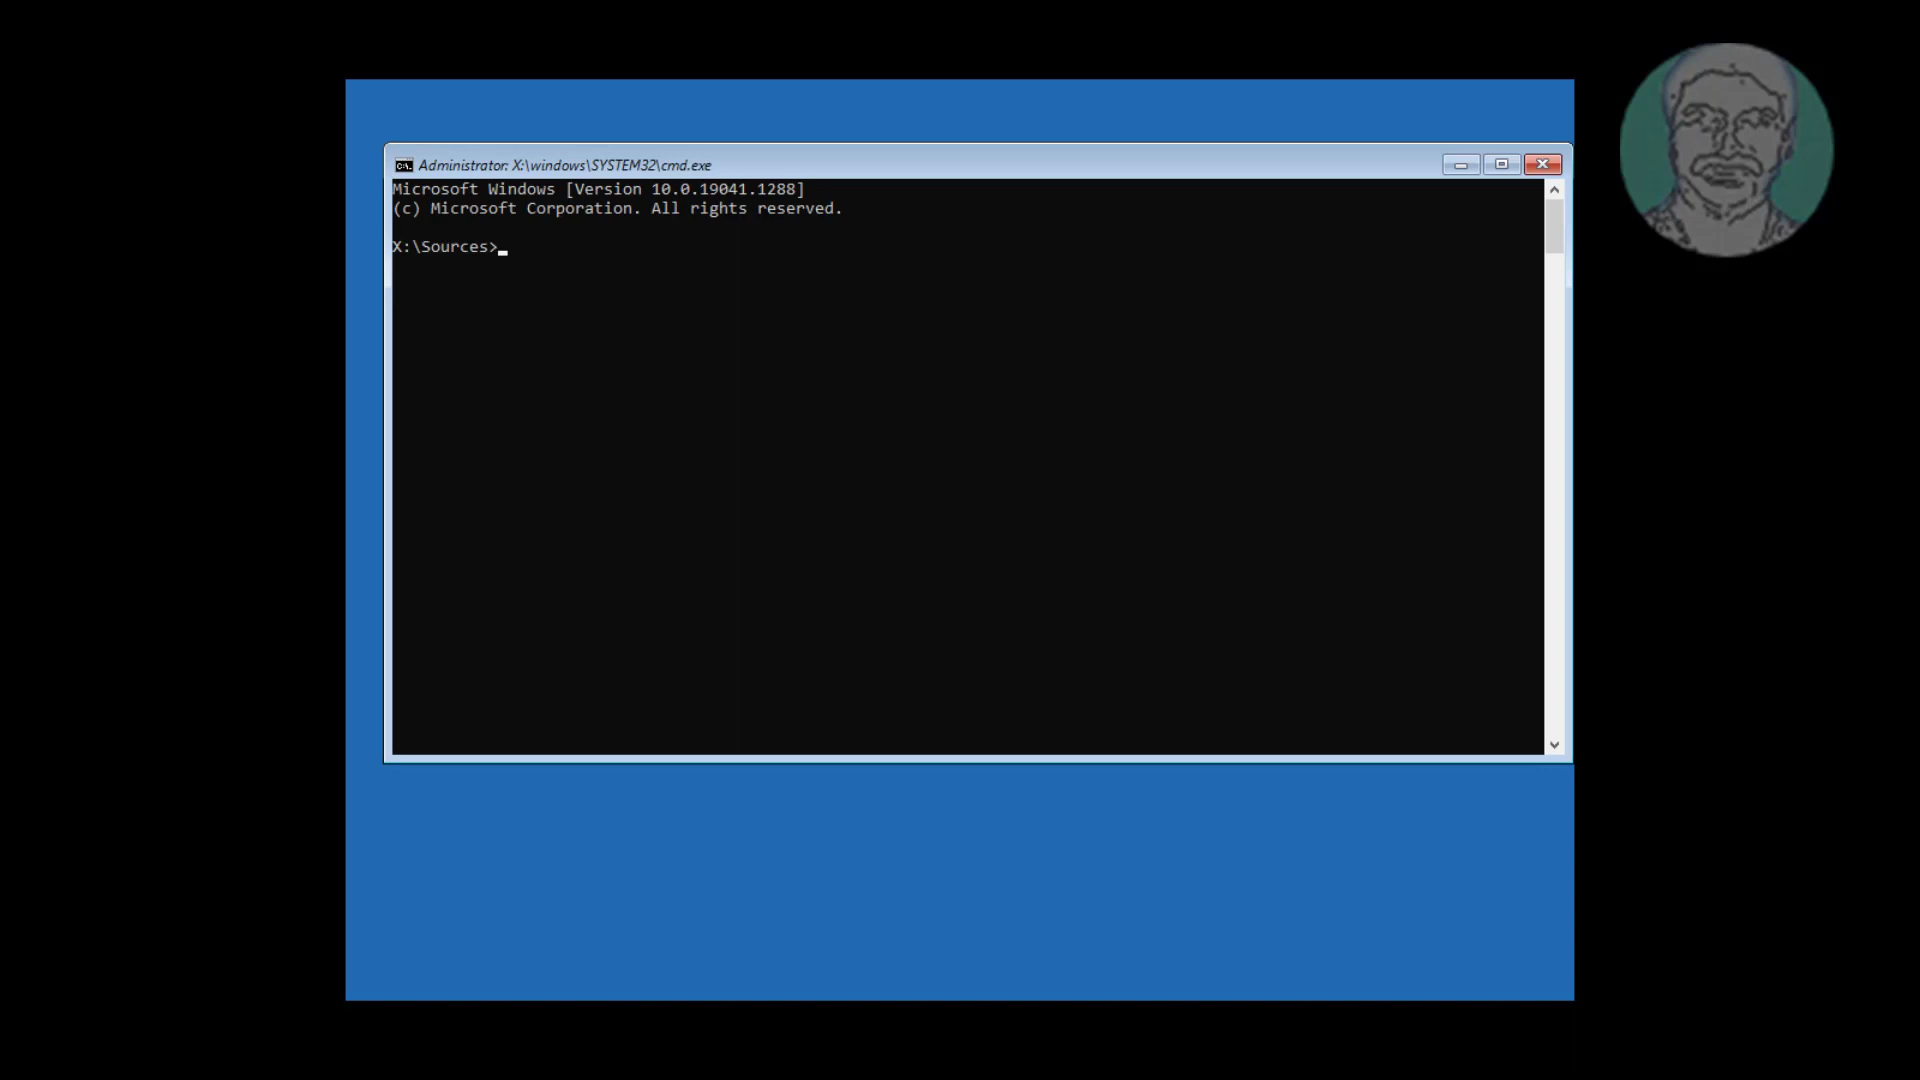 Administrator: X:\windows\SYSTEM32\cmd.exe
Microsoft Windows [Version 10.0.19041.1288]
(c) Microsoft Corporation. All rights reserved.
X:\Sources>